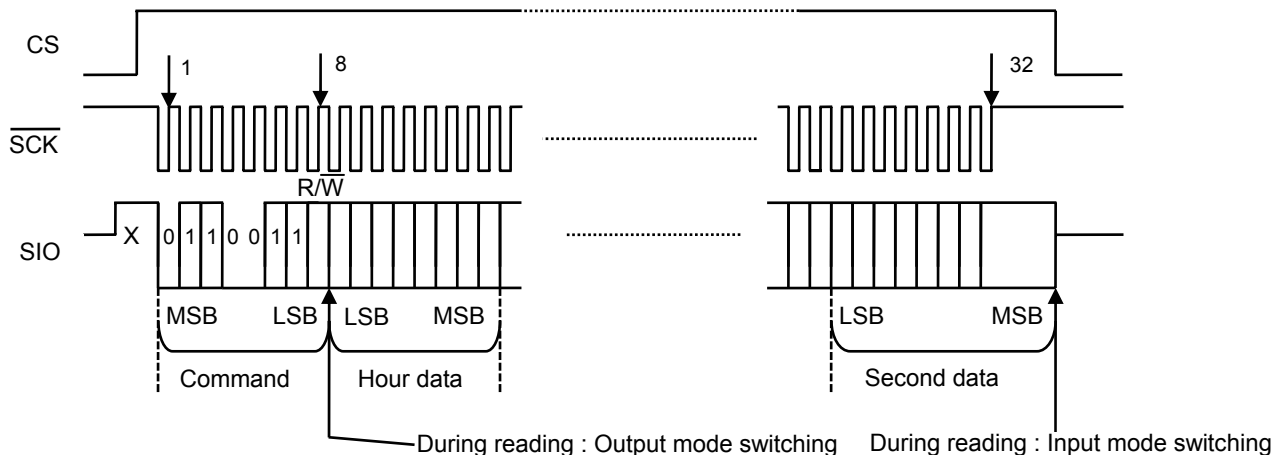 CS
1
8
32
S̅C̅K̅
R/W̅
SIO
X 0 1 1 0 0 1 1
MSB LSB LSB MSB LSB MSB
Command Hour data Second data
During reading : Output mode switching During reading : Input mode switching